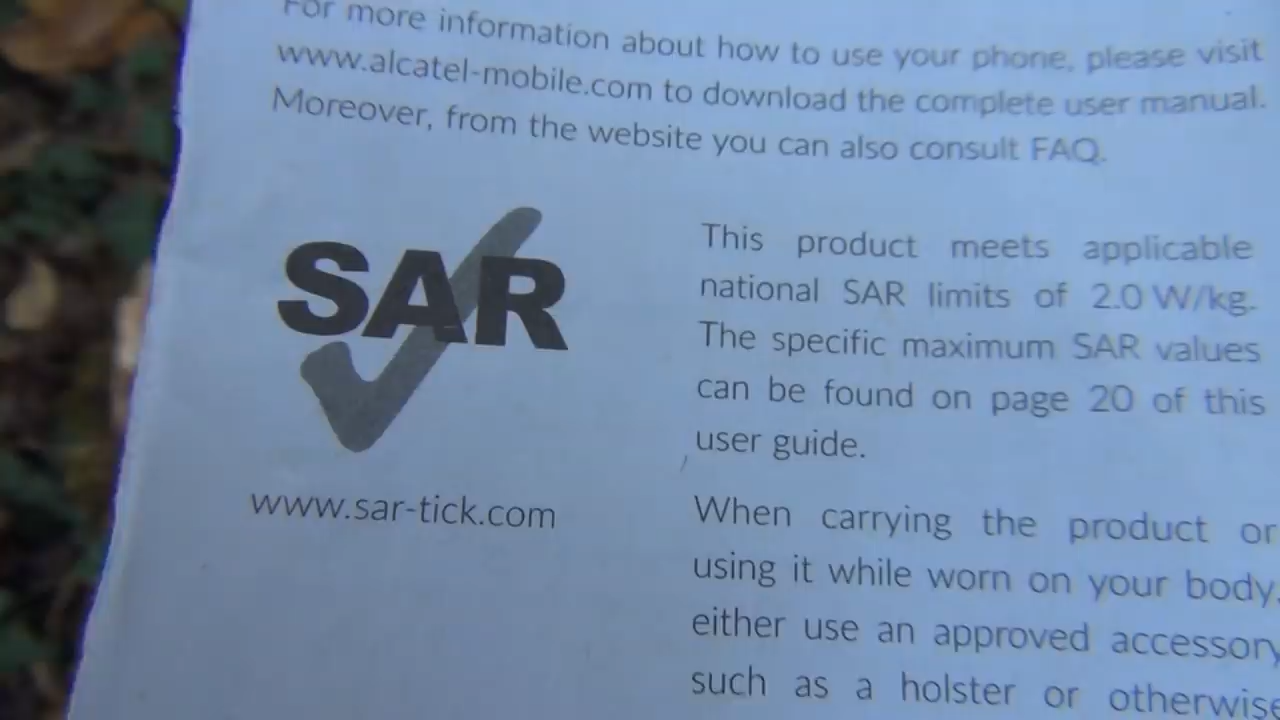 For more information about how to use your phone, please visit
www.alcatel-mobile.com to download the complete user manual.
Moreover, from the website you can also consult FAQ.
SAR
www.sar-tick.com
This product meets applicable
national SAR limits of 2.0 W/kg.
The specific maximum SAR values
can be found on page 20 of this
user guide.
When carrying the product or
using it while worn on your body,
either use an approved accessory
such as a holster or otherwise